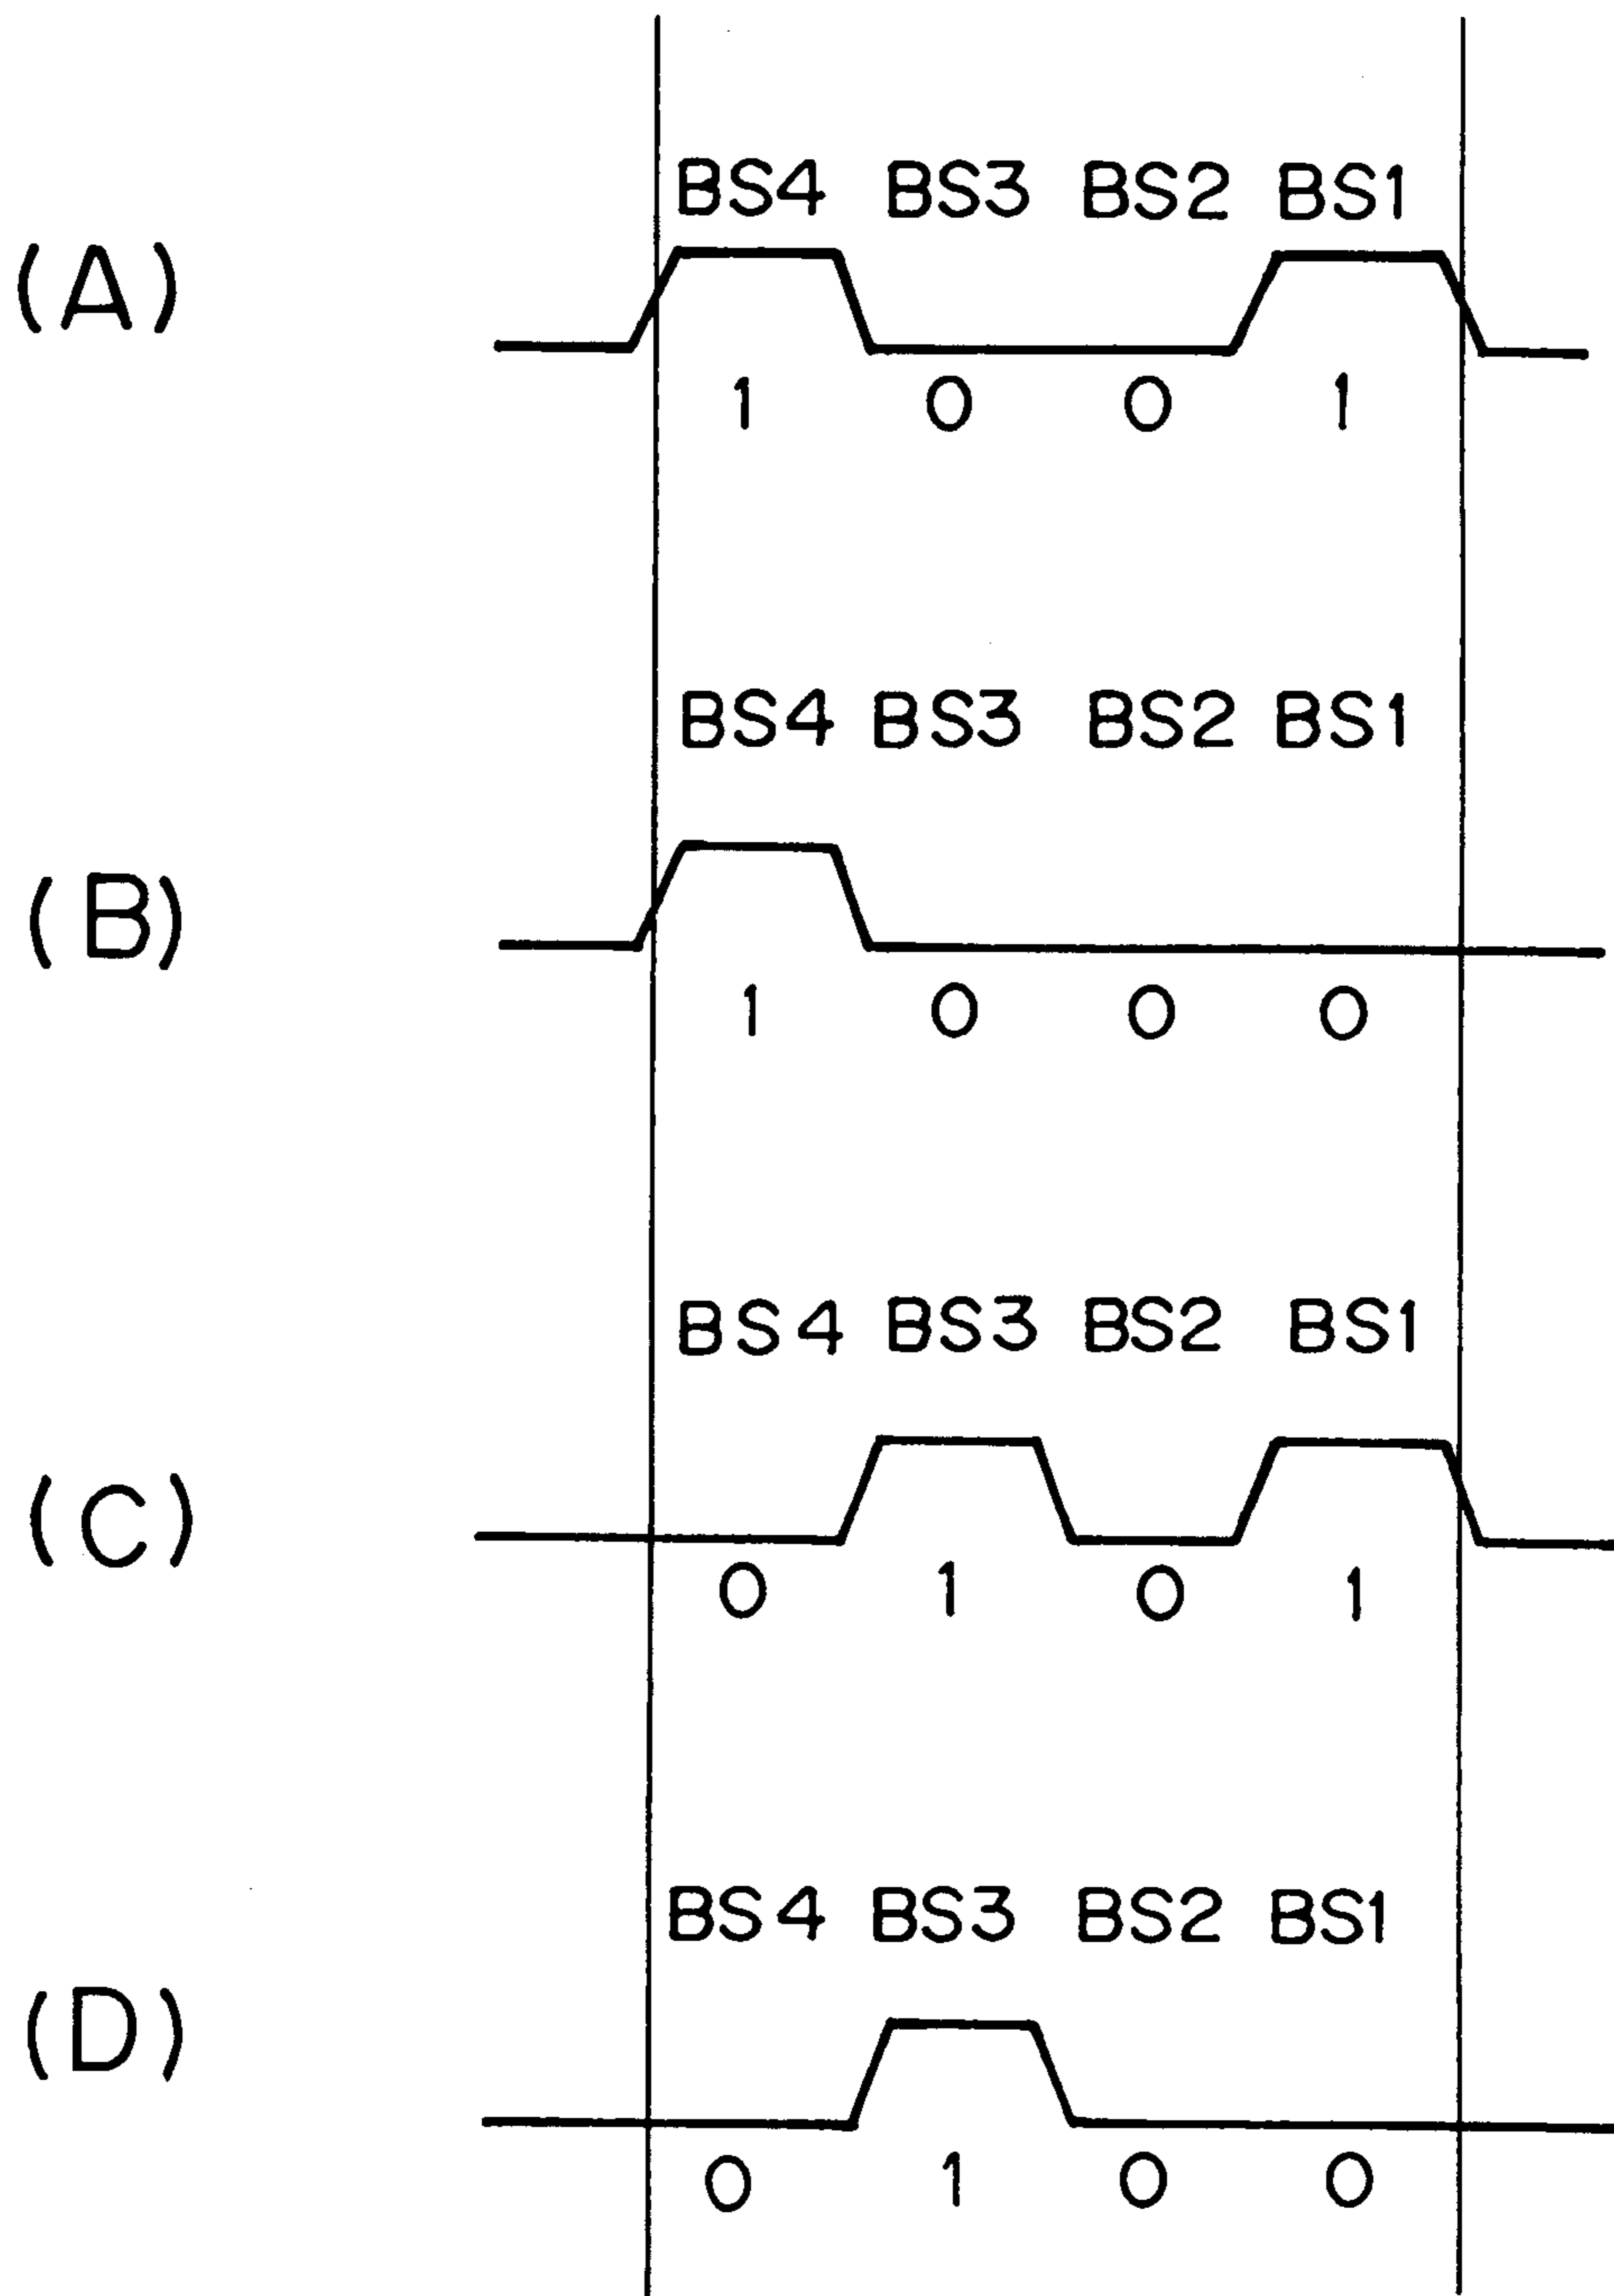 BS4 BS3 BS2 BS1
(A)
1 0 0 1
BS4 BS3 BS2 BS1
(B)
1 0 0 0
BS4 BS3 BS2 BS1
(C)
0 1 0 1
BS4 BS3 BS2 BS1
(D)
0 1 0 0